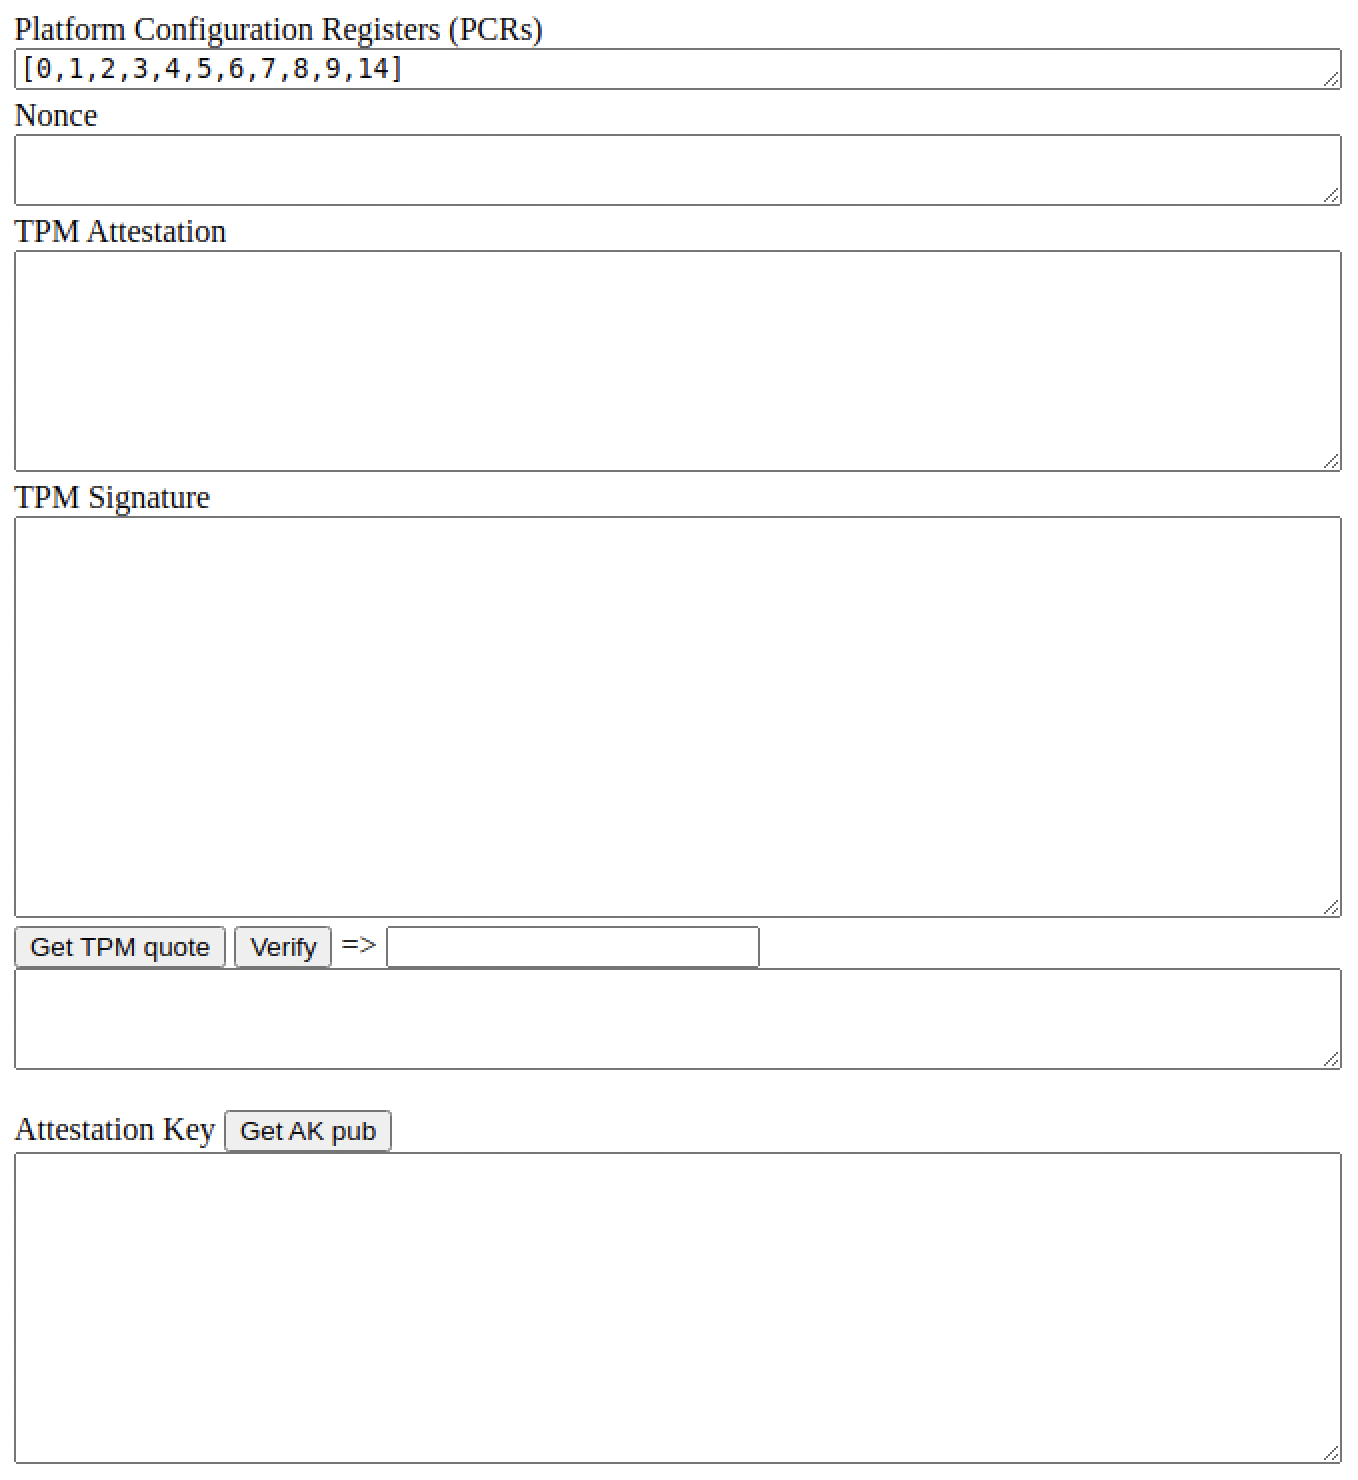 Platform Configuration Registers (PCRs)
[0,1,2,3,4,5,6,7,8,9,14]
Nonce
TPM Attestation
TPM Signature
Get TPM quote Verify =>
Attestation Key Get AK pub